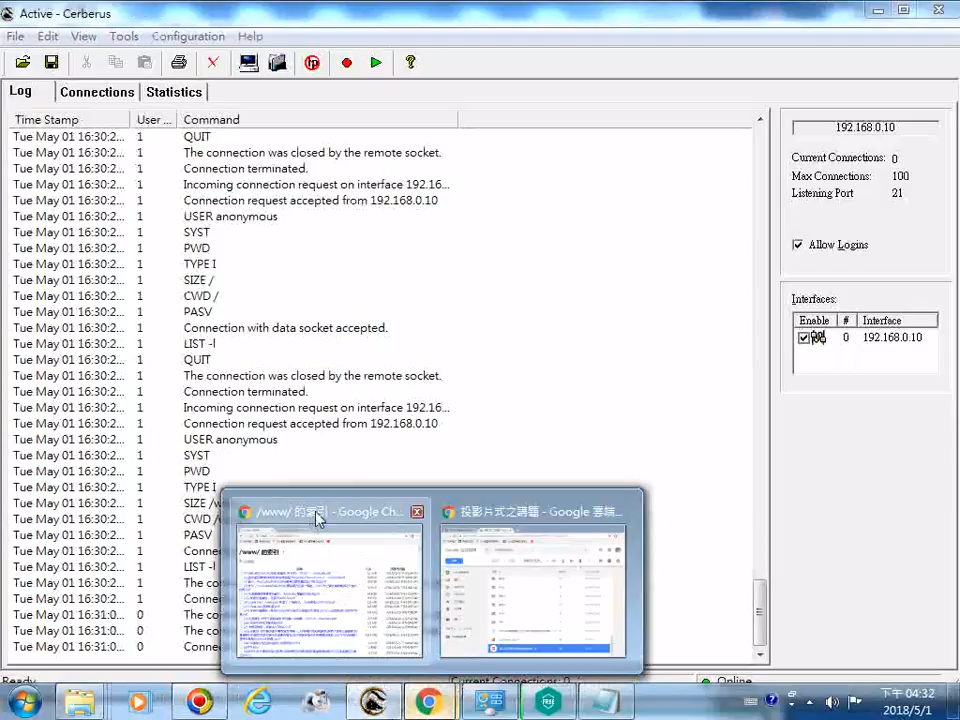 Active - Cerberus
File Edit View Tools Configuration Help
Log Connections Statistics
Time Stamp User ... Command
Tue May 01 16:30:2... 1 QUIT
Tue May 01 16:30:2... 1 The connection was closed by the remote socket.
Tue May 01 16:30:2... 1 Connection terminated.
Tue May 01 16:30:2... 1 Incoming connection request on interface 192.16...
Tue May 01 16:30:2... 1 Connection request accepted from 192.168.0.10
Tue May 01 16:30:2... 1 USER anonymous
Tue May 01 16:30:2... 1 SYST
Tue May 01 16:30:2... 1 PWD
Tue May 01 16:30:2... 1 TYPE I
Tue May 01 16:30:2... 1 SIZE /
Tue May 01 16:30:2... 1 CWD /
Tue May 01 16:30:2... 1 PASV
Tue May 01 16:30:2... 1 Connection with data socket accepted.
Tue May 01 16:30:2... 1 LIST -l
Tue May 01 16:30:2... 1 QUIT
Tue May 01 16:30:2... 1 The connection was closed by the remote socket.
Tue May 01 16:30:2... 1 Connection terminated.
Tue May 01 16:30:2... 1 Incoming connection request on interface 192.16...
Tue May 01 16:30:2... 1 Connection request accepted from 192.168.0.10
Tue May 01 16:30:2... 1 USER anonymous
Tue May 01 16:30:2... 1 SYST
Tue May 01 16:30:2... 1 PWD
Tue May 01 16:30:2... 1 TYPE I
Tue May 01 16:30:2... 1 SIZE /w
Tue May 01 16:30:2... 1 CWD /
Tue May 01 16:30:2... 1 PASV
Tue May 01 16:30:2... 1 Conne
Tue May 01 16:30:2... 1 LIST -l
Tue May 01 16:30:2... 1 The co
Tue May 01 16:30:2... 1 Conne
Tue May 01 16:31:0... 1 The co
Tue May 01 16:31:0... 1 The co
Tue May 01 16:31:0... 0 Conne
192.168.0.10
Current Connections: 0
Max Connections: 100
Listening Port 21
Allow Logins
Interfaces:
Enable # Interface
0 192.168.0.10
/www/ 的索引 - Google Ch...
投影片式之講義 - Google 雲端...
/www/ 的索引
Ready
Current Connections: 0
Online
下午 04:32
2018/5/1